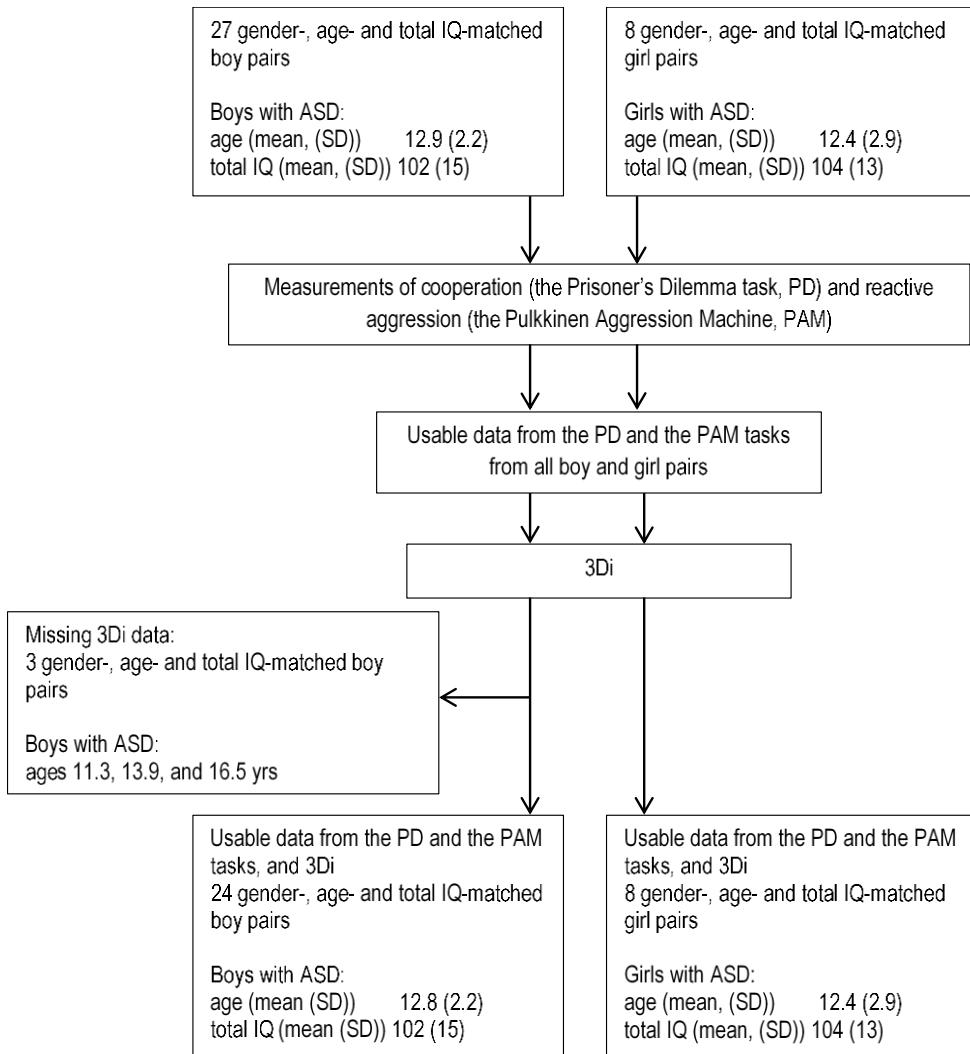 27 gender-, age- and total IQ-matched
boy pairs
Boys with ASD:
age (mean, (SD)) 12.9 (2.2)
total IQ (mean, (SD)) 102 (15)
8 gender-, age- and total IQ-matched
girl pairs
Girls with ASD:
age (mean, (SD)) 12.4 (2.9)
total IQ (mean, (SD)) 104 (13)
Measurements of cooperation (the Prisoner's Dilemma task, PD) and reactive
aggression (the Pulkkinen Aggression Machine, PAM)
Usable data from the PD and the PAM tasks
from all boy and girl pairs
3Di
Missing 3Di data:
3 gender-, age- and total IQ-matched boy
pairs
Boys with ASD:
ages 11.3, 13.9, and 16.5 yrs
Usable data from the PD and the PAM
tasks, and 3Di
24 gender-, age- and total IQ-matched
boy pairs
Boys with ASD:
age (mean (SD)) 12.8 (2.2)
total IQ (mean (SD)) 102 (15)
Usable data from the PD and the PAM
tasks, and 3Di
8 gender-, age- and total IQ-matched
girl pairs
Girls with ASD:
age (mean, (SD)) 12.4 (2.9)
total IQ (mean, (SD)) 104 (13)